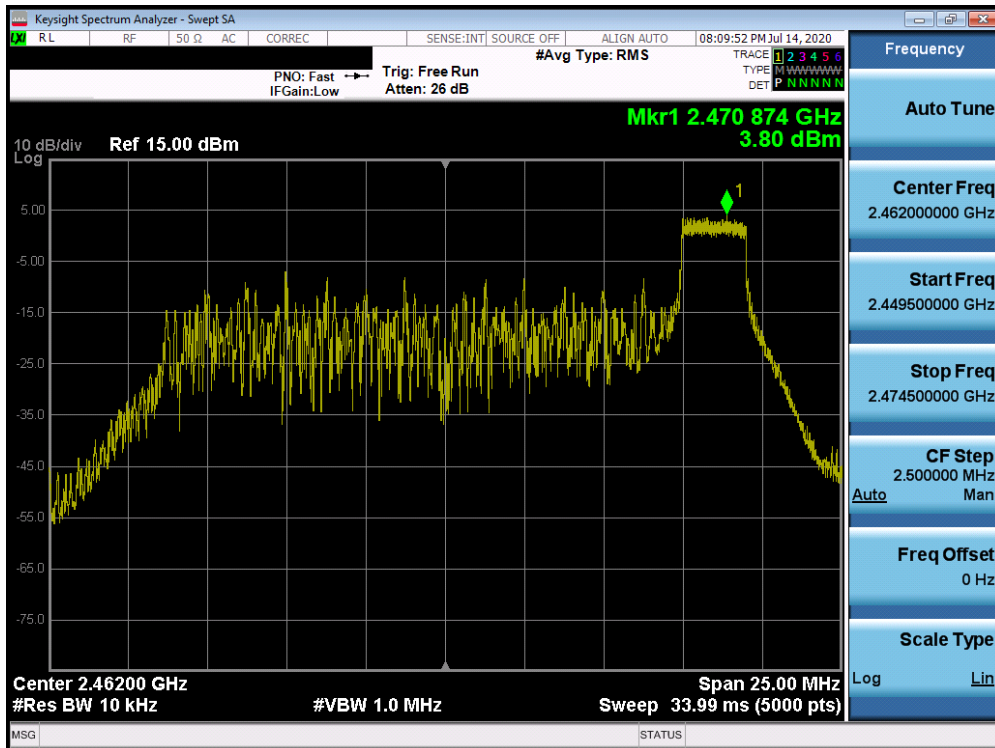 Keysight Spectrum Analyzer - Swept SA
LXI RL RF 50 Ω AC CORREC SENSE:INT SOURCE OFF ALIGN AUTO 08:09:52 PM Jul 14, 2020
#Avg Type: RMS TRACE 1 2 3 4 5 6
PNO: Fast Trig: Free Run TYPE M W W W W W
IFGain:Low Atten: 26 dB DET P N N N N N
Mkr1 2.470 874 GHz
3.80 dBm
10 dB/div Ref 15.00 dBm
Log
1
5.00
-5.00
-15.0
-25.0
-35.0
-45.0
-55.0
-65.0
-75.0
Center 2.46200 GHz Span 25.00 MHz
#Res BW 10 kHz #VBW 1.0 MHz Sweep 33.99 ms (5000 pts)
MSG STATUS
Frequency
Auto Tune
Center Freq
2.462000000 GHz
Start Freq
2.449500000 GHz
Stop Freq
2.474500000 GHz
CF Step
2.500000 MHz
Auto Man
Freq Offset
0 Hz
Scale Type
Log Lin